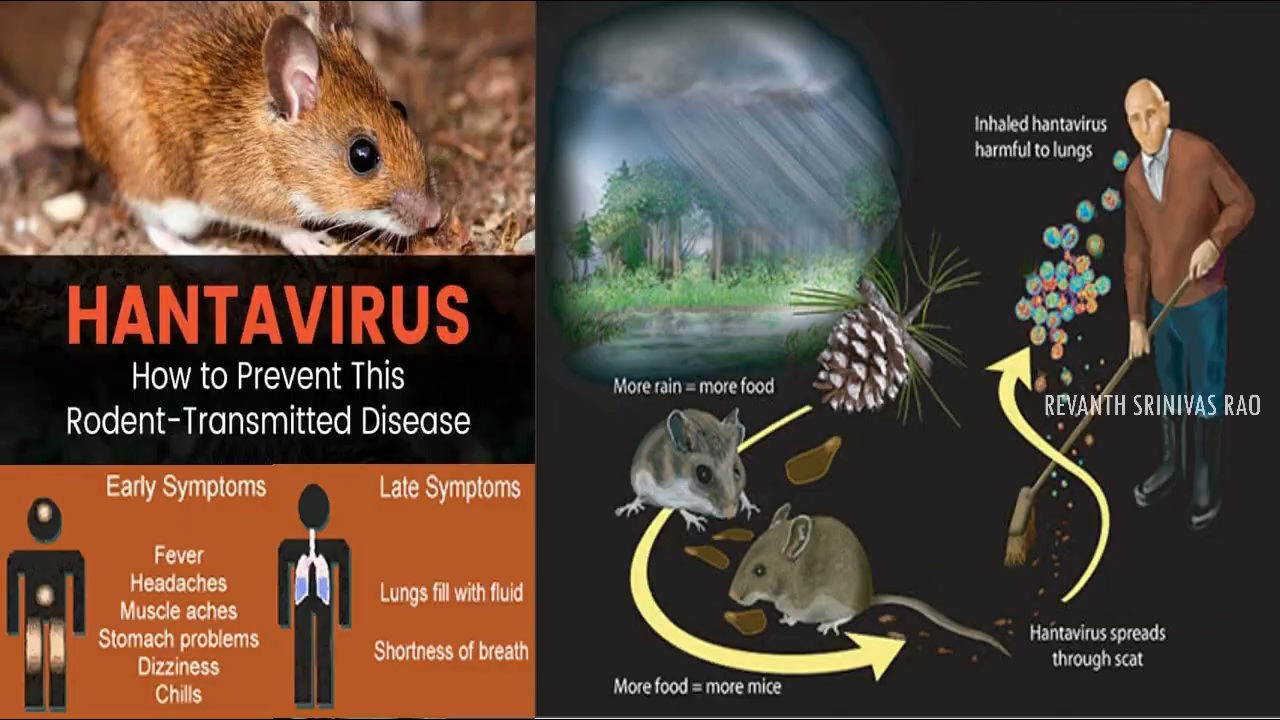 HANTAVIRUS
How to Prevent This
Rodent-Transmitted Disease
Early Symptoms
Fever
Headaches
Muscle aches
Stomach problems
Dizziness
Chills
Late Symptoms
Lungs fill with fluid
Shortness of breath
Inhaled hantavirus
harmful to lungs
More rain = more food
REVANTH SRINIVAS RAO
Hantavirus spreads
through scat
More food = more mice